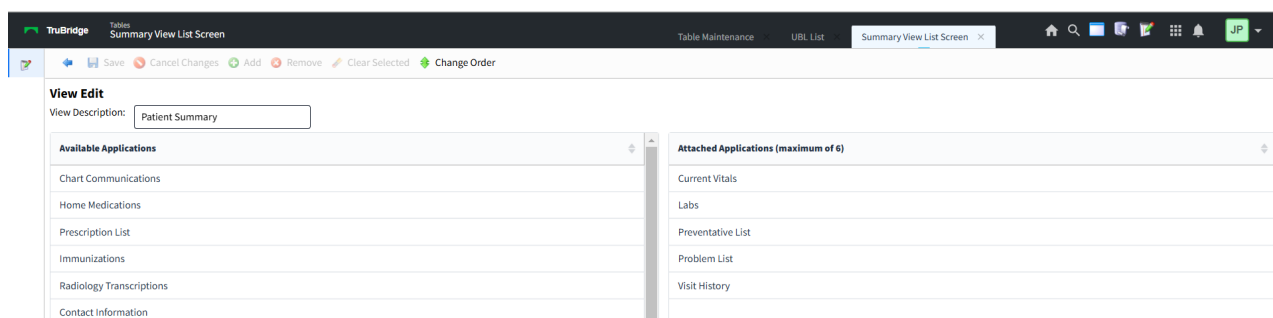 TruBridge
Tables
Summary View List Screen
Table Maintenance
UBL List
Summary View List Screen
JP
Save
Cancel Changes
Add
Remove
Clear Selected
Change Order
View Edit
View Description:
Patient Summary
Available Applications
Attached Applications (maximum of 6)
Chart Communications
Current Vitals
Home Medications
Labs
Prescription List
Preventative List
Immunizations
Problem List
Radiology Transcriptions
Visit History
Contact Information